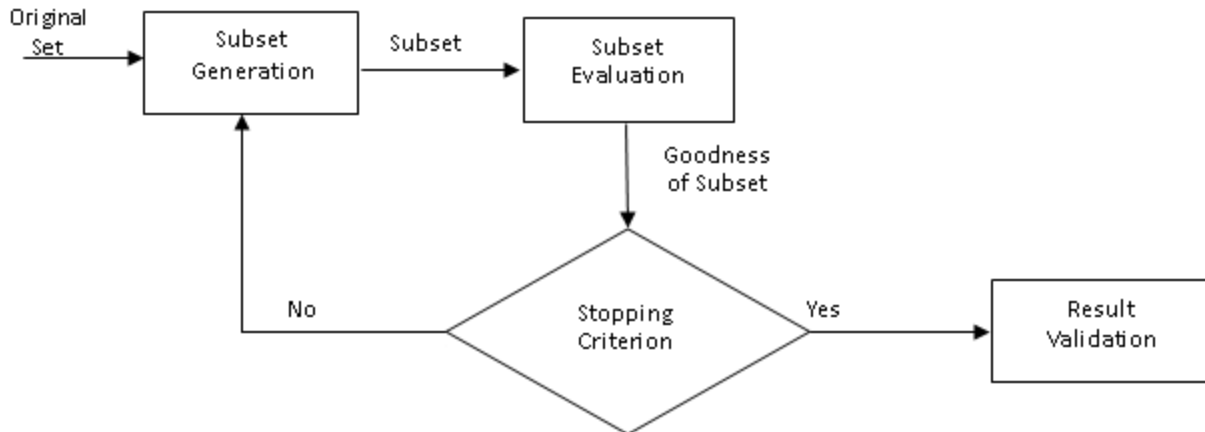 Original
Set
Subset
Generation
Subset
Subset
Evaluation
Goodness
of Subset
No
Stopping
Criterion
Yes
Result
Validation